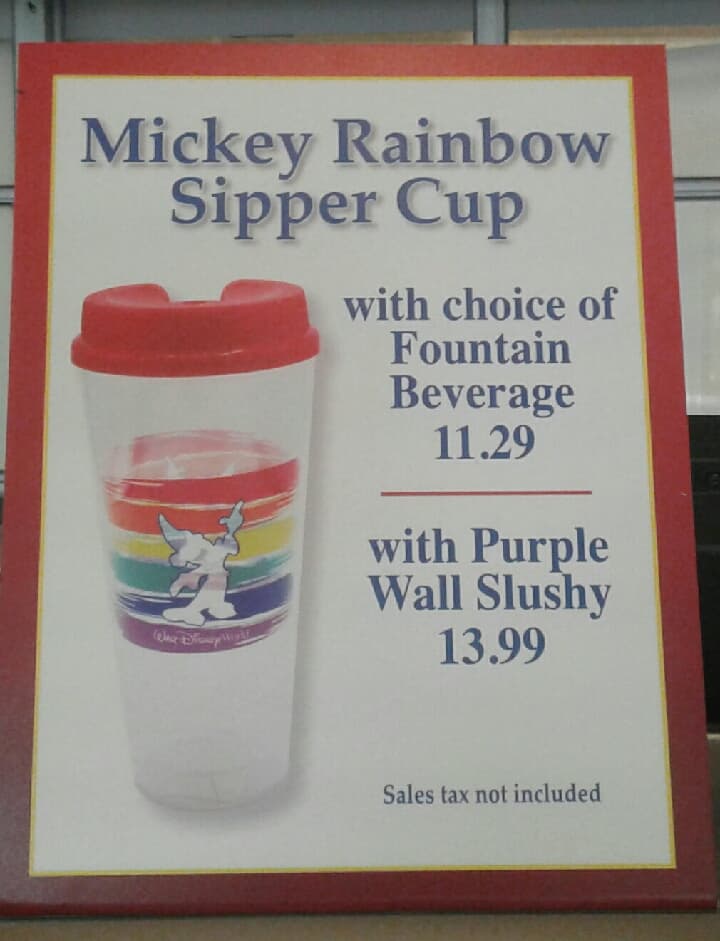 Mickey Rainbow
Sipper Cup
with choice of
Fountain
Beverage
11.29
with Purple
Wall Slushy
13.99
Walt Disney World
Sales tax not included